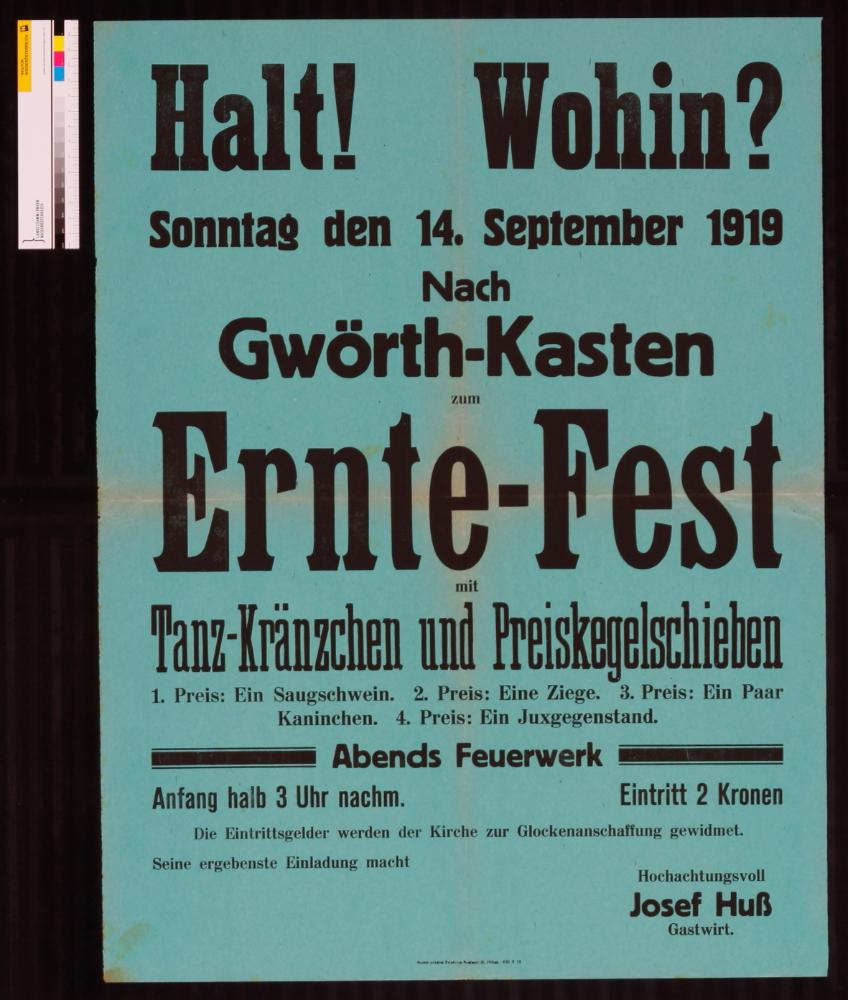 Halt! Wohin?
Sonntag den 14. September 1919
Nach
Gwörth-Kasten
zum
Ernte-Fest
mit
Tanz-Kränzchen und Preiskegelschieben
1. Preis: Ein Saugschwein. 2. Preis: Eine Ziege. 3. Preis: Ein Paar
Kaninchen. 4. Preis: Ein Juxgegenstand.
Abends Feuerwerk
Anfang halb 3 Uhr nachm. Eintritt 2 Kronen
Die Eintrittsgelder werden der Kirche zur Glockenanschaffung gewidmet.
Seine ergebenste Einladung macht
Hochachtungsvoll
Josef Huß
Gastwirt.